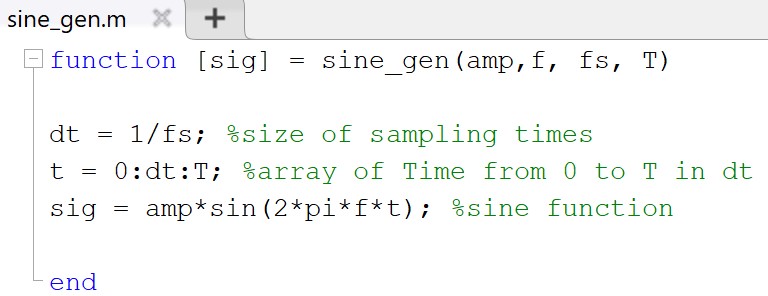 sine_gen.m
function [sig] = sine_gen(amp,f, fs, T)
dt = 1/fs; %size of sampling times
t = 0:dt:T; %array of Time from 0 to T in dt
sig = amp*sin(2*pi*f*t); %sine function
end